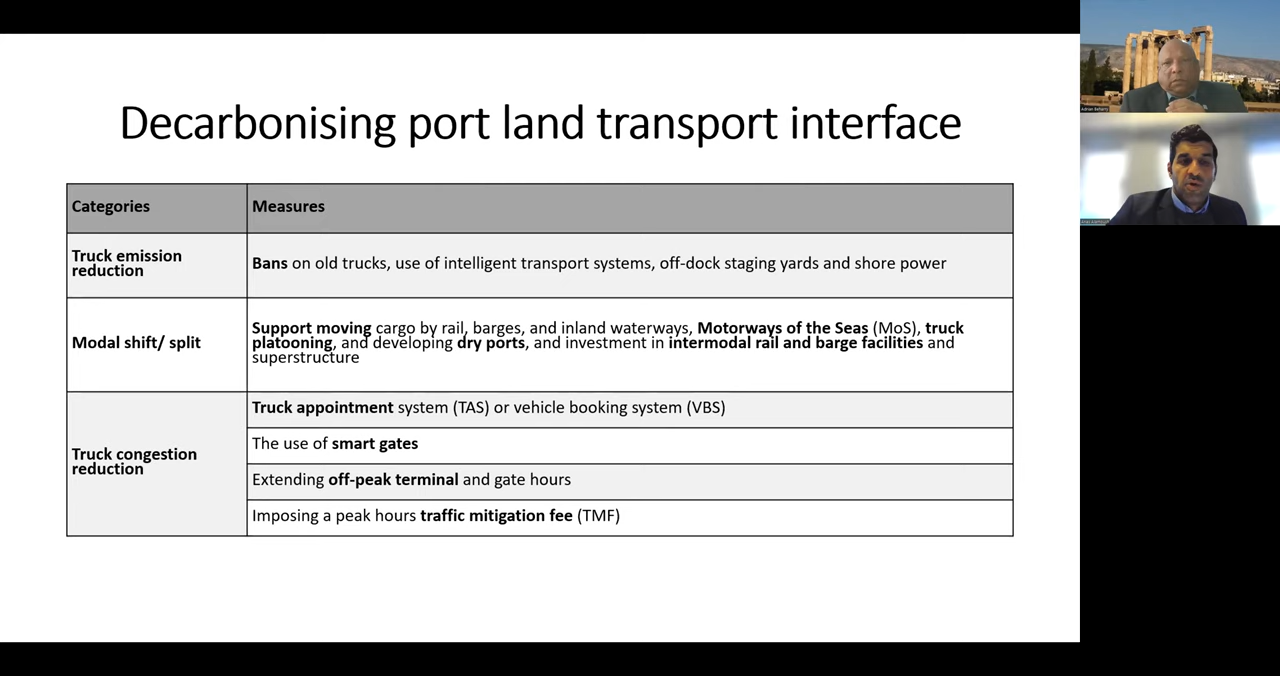 Decarbonising port land transport interface
Categories
Measures
Truck emission
reduction
Bans on old trucks, use of intelligent transport systems, off-dock staging yards and shore power
Modal shift/ split
Support moving cargo by rail, barges, and inland waterways, Motorways of the Seas (MoS), truck
platooning, and developing dry ports, and investment in intermodal rail and barge facilities and
superstructure
Truck congestion
reduction
Truck appointment system (TAS) or vehicle booking system (VBS)
The use of smart gates
Extending off-peak terminal and gate hours
Imposing a peak hours traffic mitigation fee (TMF)